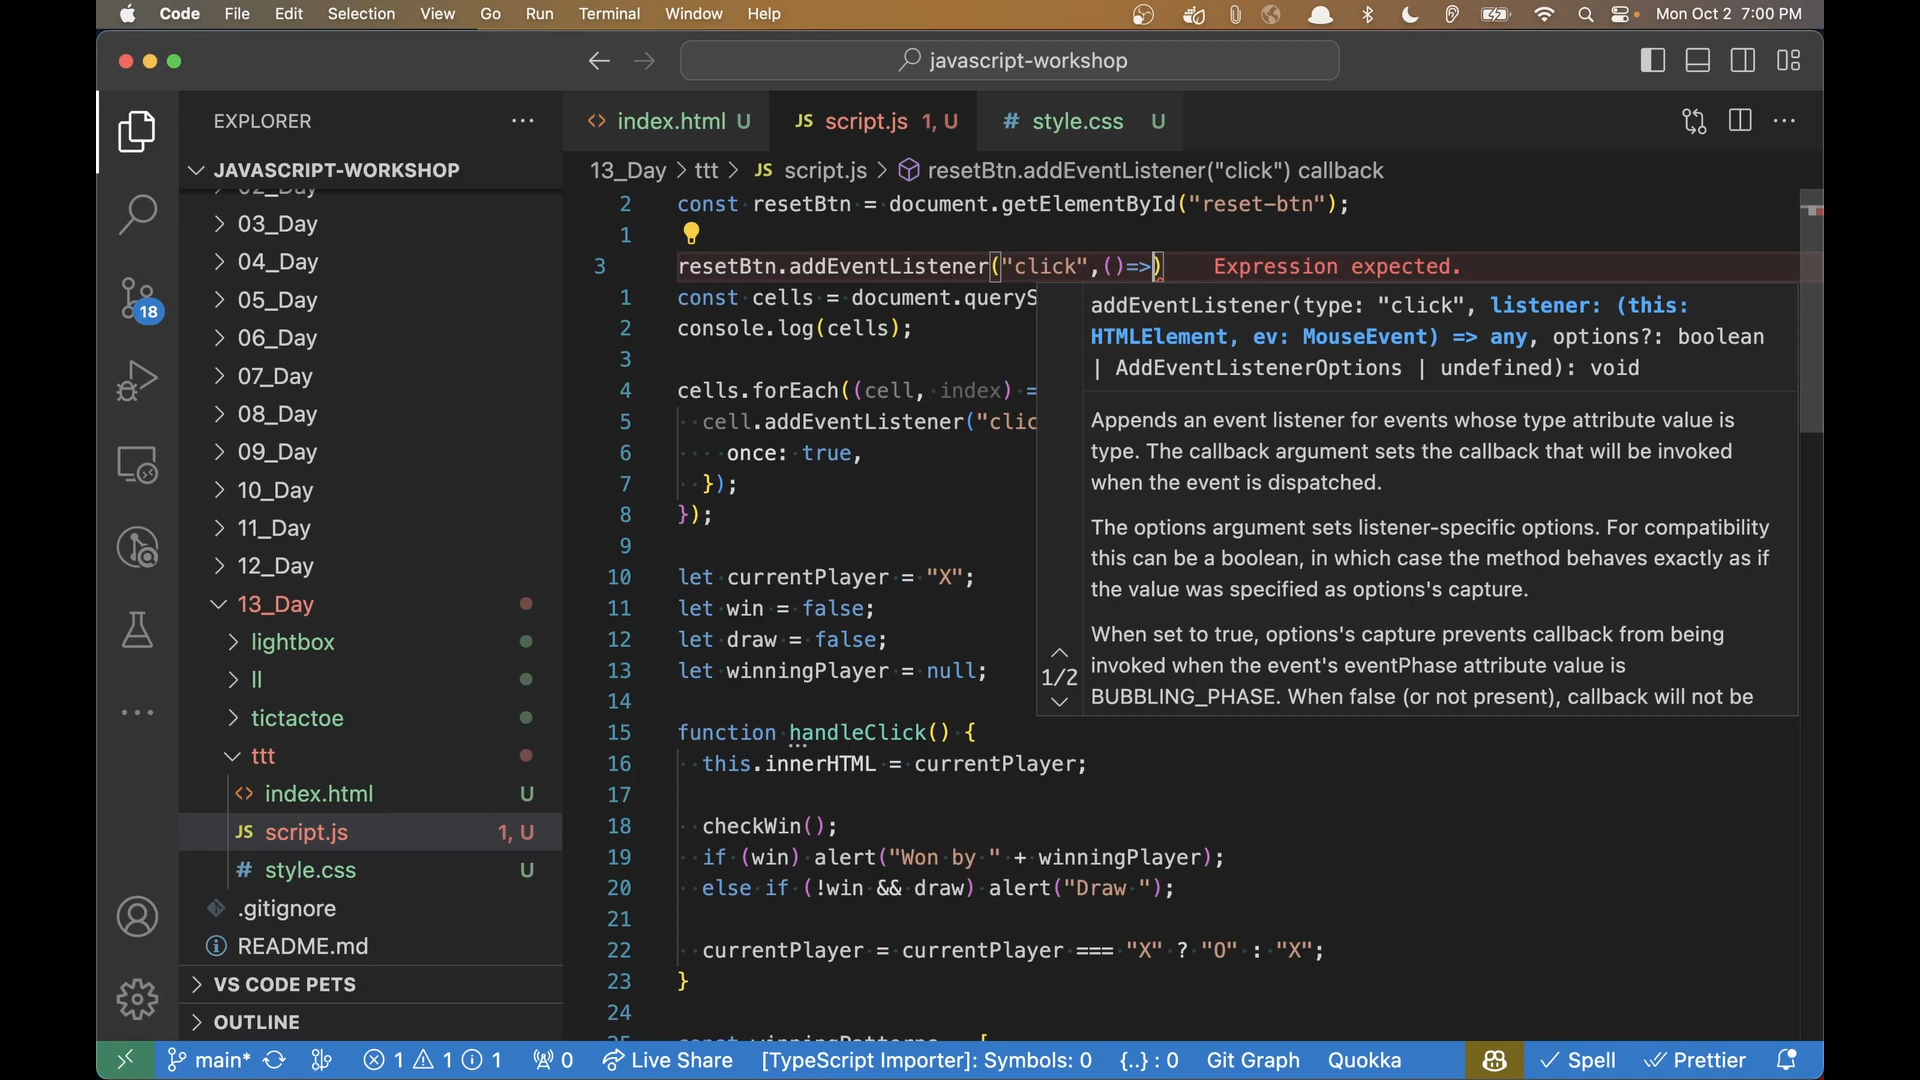 Code File Edit Selection View Go Run Terminal Window Help Mon Oct 2 7:00 PM
javascript-workshop
EXPLORER
JAVASCRIPT-WORKSHOP
03_Day
04_Day
05_Day
06_Day
07_Day
08_Day
09_Day
10_Day
11_Day
12_Day
13_Day
lightbox
ll
tictactoe
ttt
index.html U
JS script.js 1, U
# style.css U
.gitignore
README.md
VS CODE PETS
OUTLINE
18
index.html U JS script.js 1, U # style.css U
13_Day > ttt > JS script.js > resetBtn.addEventListener("click") callback
2 const resetBtn = document.getElementById("reset-btn");
1
3 resetBtn.addEventListener("click",()=>) Expression expected.
1 const cells = document.queryS
2 console.log(cells);
3
4 cells.forEach((cell, index) =
5 cell.addEventListener("clic
6 once: true,
7 });
8 });
9
10 let currentPlayer = "X";
11 let win = false;
12 let draw = false;
13 let winningPlayer = null;
14
15 function handleClick() {
16 this.innerHTML = currentPlayer;
17
18 checkWin();
19 if (win) alert("Won by " + winningPlayer);
20 else if (!win && draw) alert("Draw ");
21
22 currentPlayer = currentPlayer === "X" ? "O" : "X";
23 }
24
addEventListener(type: "click", listener: (this:
HTMLElement, ev: MouseEvent) => any, options?: boolean
| AddEventListenerOptions | undefined): void
Appends an event listener for events whose type attribute value is
type. The callback argument sets the callback that will be invoked
when the event is dispatched.
The options argument sets listener-specific options. For compatibility
this can be a boolean, in which case the method behaves exactly as if
the value was specified as options's capture.
When set to true, options's capture prevents callback from being
invoked when the event's eventPhase attribute value is
BUBBLING_PHASE. When false (or not present), callback will not be
1/2
main* 1 1 1 0 Live Share [TypeScript Importer]: Symbols: 0 {..} : 0 Git Graph Quokka Spell Prettier